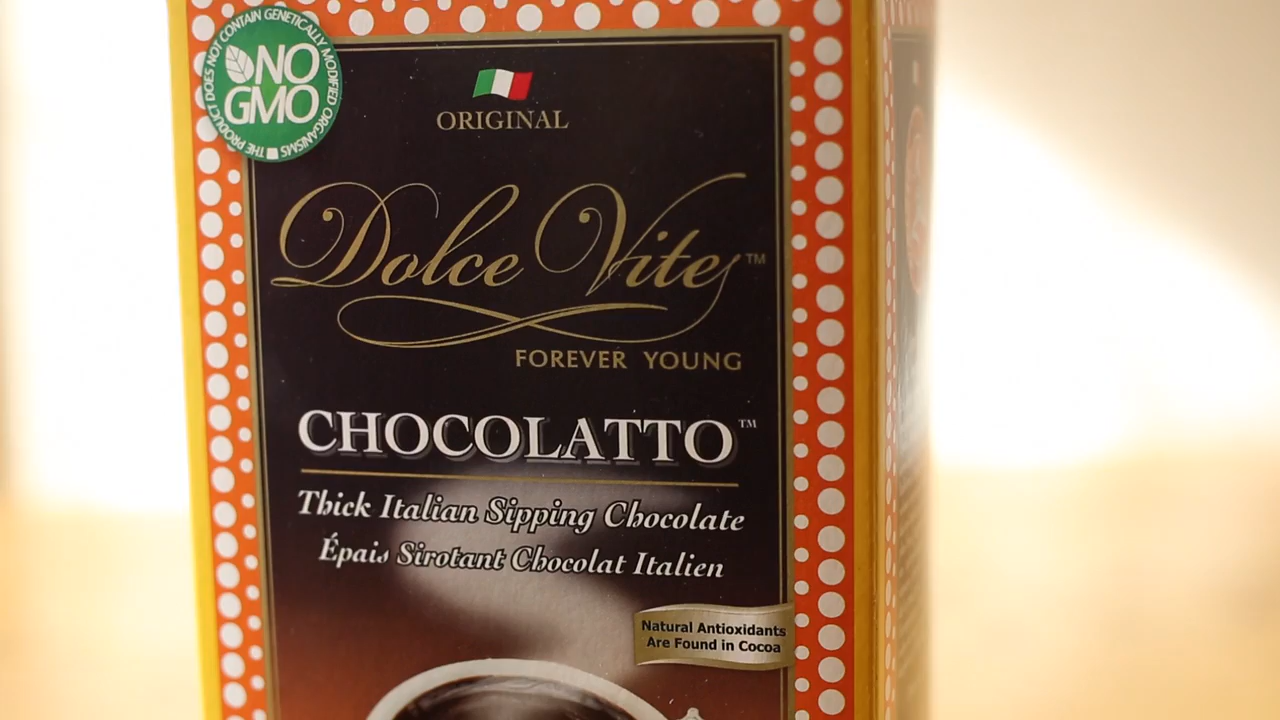 THE PRODUCT DOES NOT CONTAIN GENETICALLY MODIFIED ORGANISMS
NO
GMO
ORIGINAL
Dolce Vite™
FOREVER YOUNG
CHOCOLATTO™
Thick Italian Sipping Chocolate
Épais Sirotant Chocolat Italien
Natural Antioxidants
Are Found in Cocoa